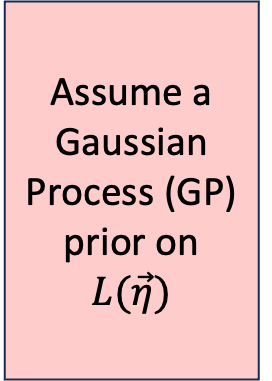 Assume a
Gaussian
Process (GP)
prior on
𝐿(𝜂⃗)